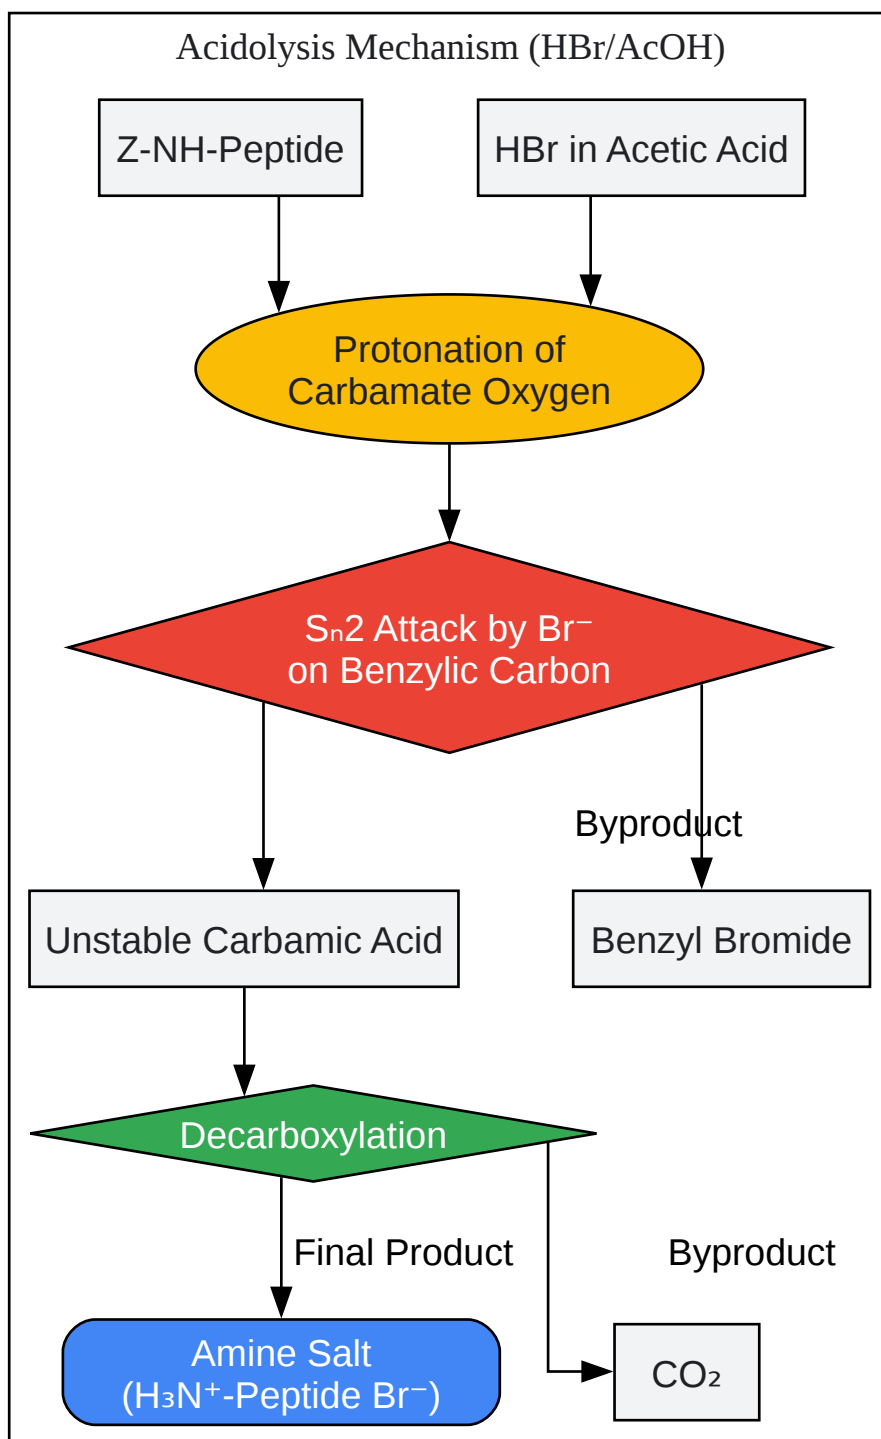 Acidolysis Mechanism (HBr/AcOH)
Z-NH-Peptide
HBr in Acetic Acid
Protonation of
Carbamate Oxygen
Sₙ2 Attack by Br⁻
on Benzylic Carbon
Byproduct
Unstable Carbamic Acid
Benzyl Bromide
Decarboxylation
Final Product
Byproduct
Amine Salt
(H₃N⁺-Peptide Br⁻)
CO₂